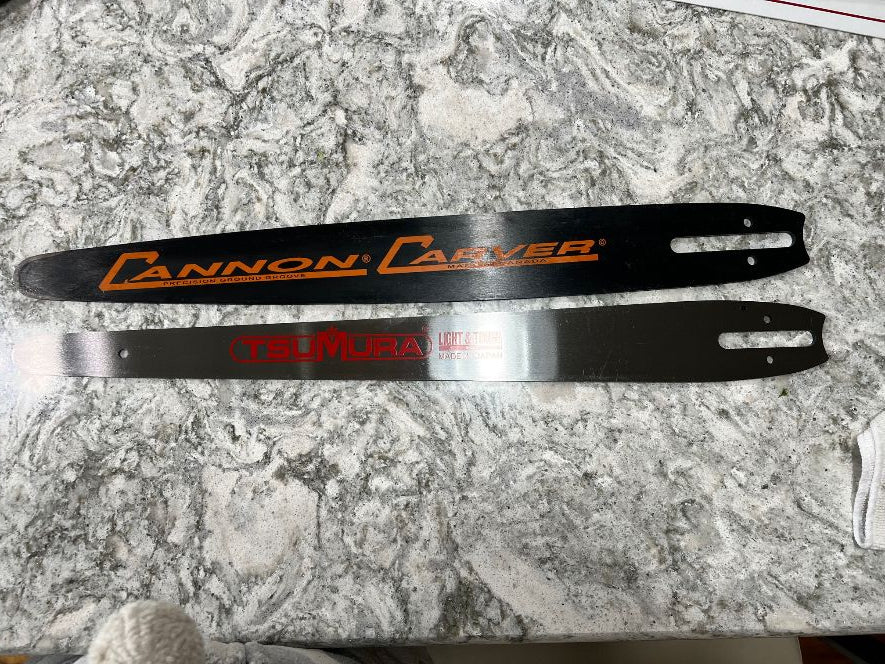 CANNON® CARVER®
PRECISION GROUND GROOVE
MADE IN CANADA
TSUMURA®
LIGHT & TOUGH
MADE IN JAPAN